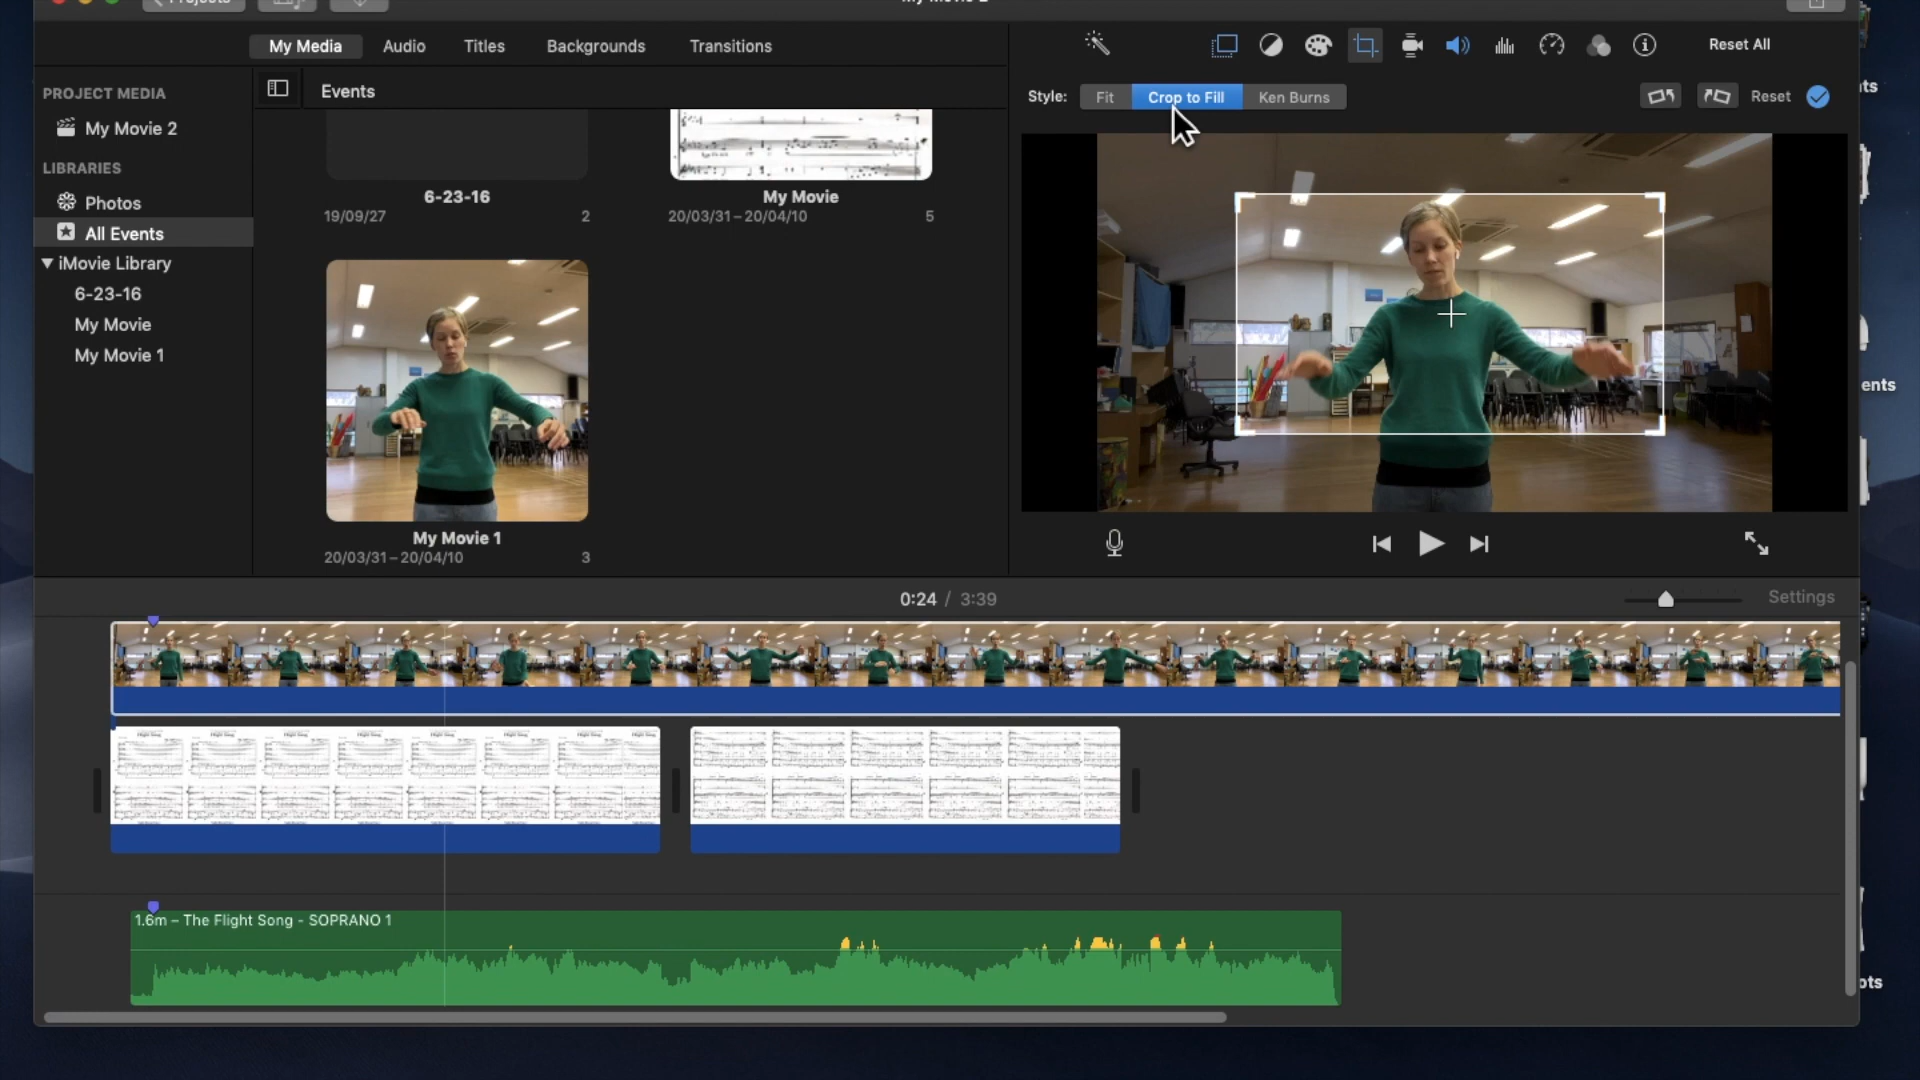 My Media Audio Titles Backgrounds Transitions
Reset All
PROJECT MEDIA
My Movie 2
LIBRARIES
Photos
All Events
iMovie Library
6-23-16
My Movie
My Movie 1
Events
6-23-16
19/09/27 2
My Movie
20/03/31 – 20/04/10 5
My Movie 1
20/03/31 – 20/04/10 3
Style: Fit Crop to Fill Ken Burns
Reset
0:24 / 3:39
Settings
1.6m – The Flight Song - SOPRANO 1
Flight Song
ents